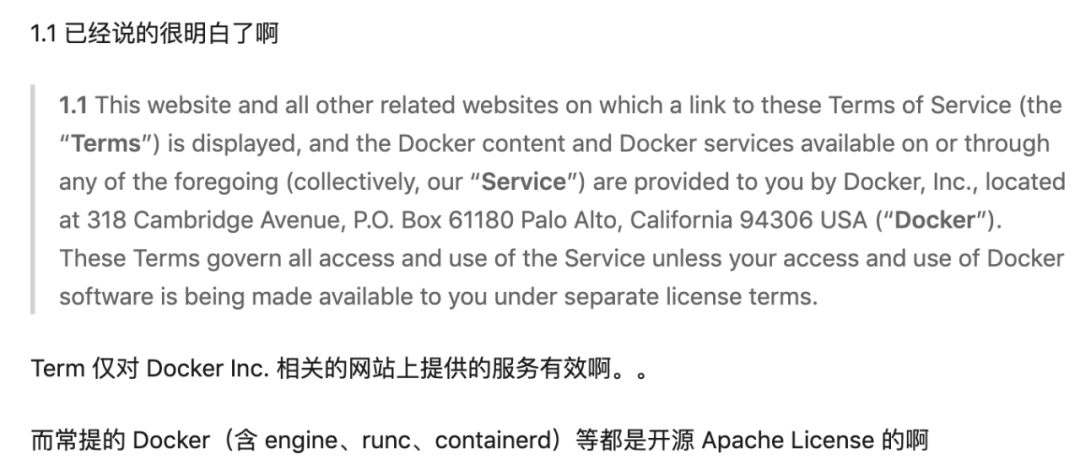 1.1 已经说的很明白了啊
1.1 This website and all other related websites on which a link to these Terms of Service (the
“Terms”) is displayed, and the Docker content and Docker services available on or through
any of the foregoing (collectively, our “Service”) are provided to you by Docker, Inc., located
at 318 Cambridge Avenue, P.O. Box 61180 Palo Alto, California 94306 USA (“Docker”).
These Terms govern all access and use of the Service unless your access and use of Docker
software is being made available to you under separate license terms.
Term 仅对 Docker Inc. 相关的网站上提供的服务有效啊。。
而常提的 Docker（含 engine、runc、containerd）等都是开源 Apache License 的啊